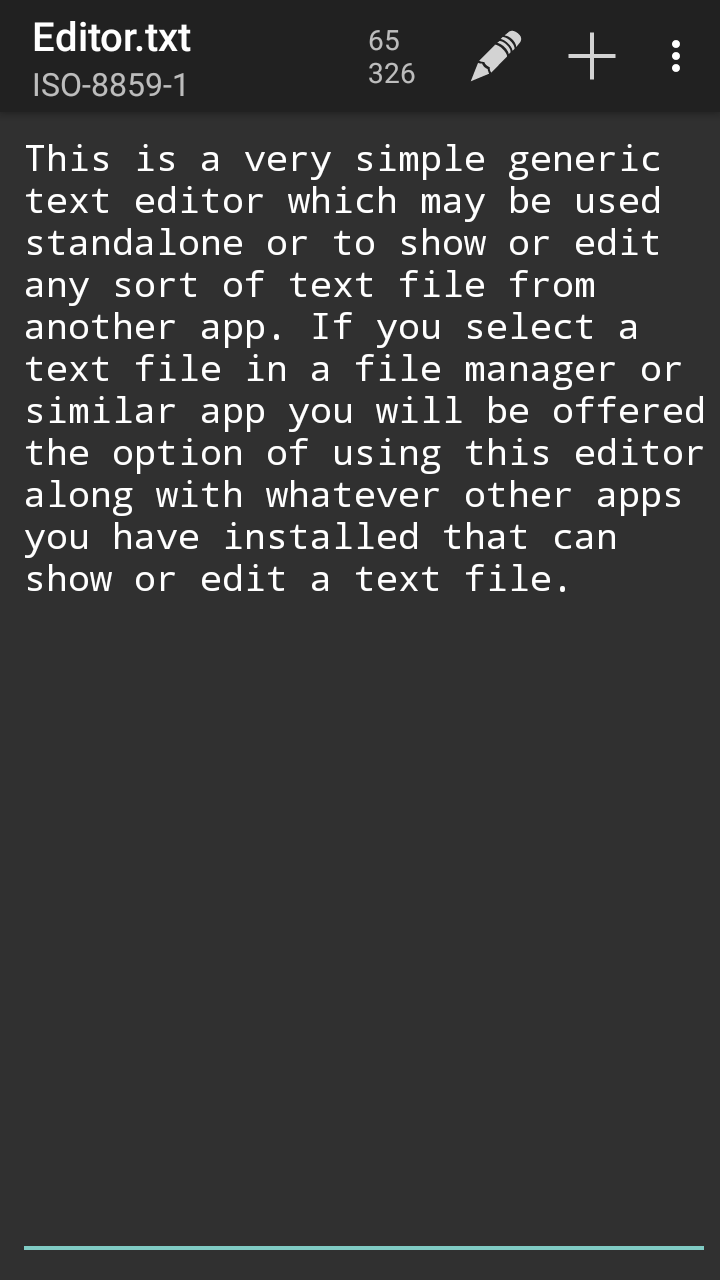 Editor.txt
ISO-8859-1
65
326
This is a very simple generic
text editor which may be used
standalone or to show or edit
any sort of text file from
another app. If you select a
text file in a file manager or
similar app you will be offered
the option of using this editor
along with whatever other apps
you have installed that can
show or edit a text file.